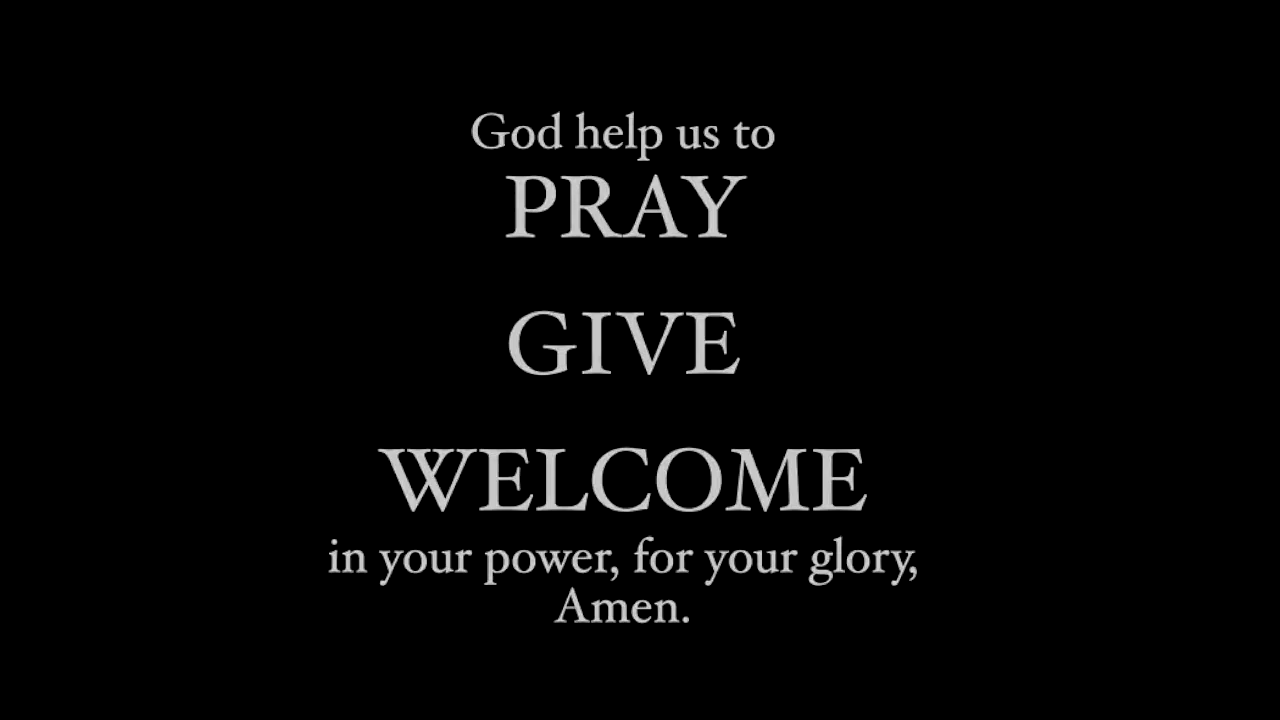 God help us to
PRAY
GIVE
WELCOME
in your power, for your glory,
Amen.